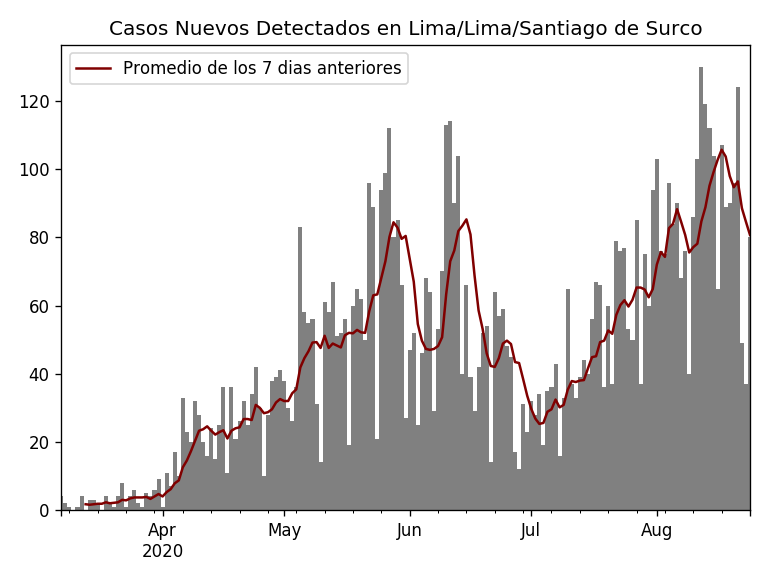 Casos Nuevos Detectados en Lima/Lima/Santiago de Surco
Promedio de los 7 dias anteriores
120
100
80
60
40
20
0
Apr
2020
May
Jun
Jul
Aug